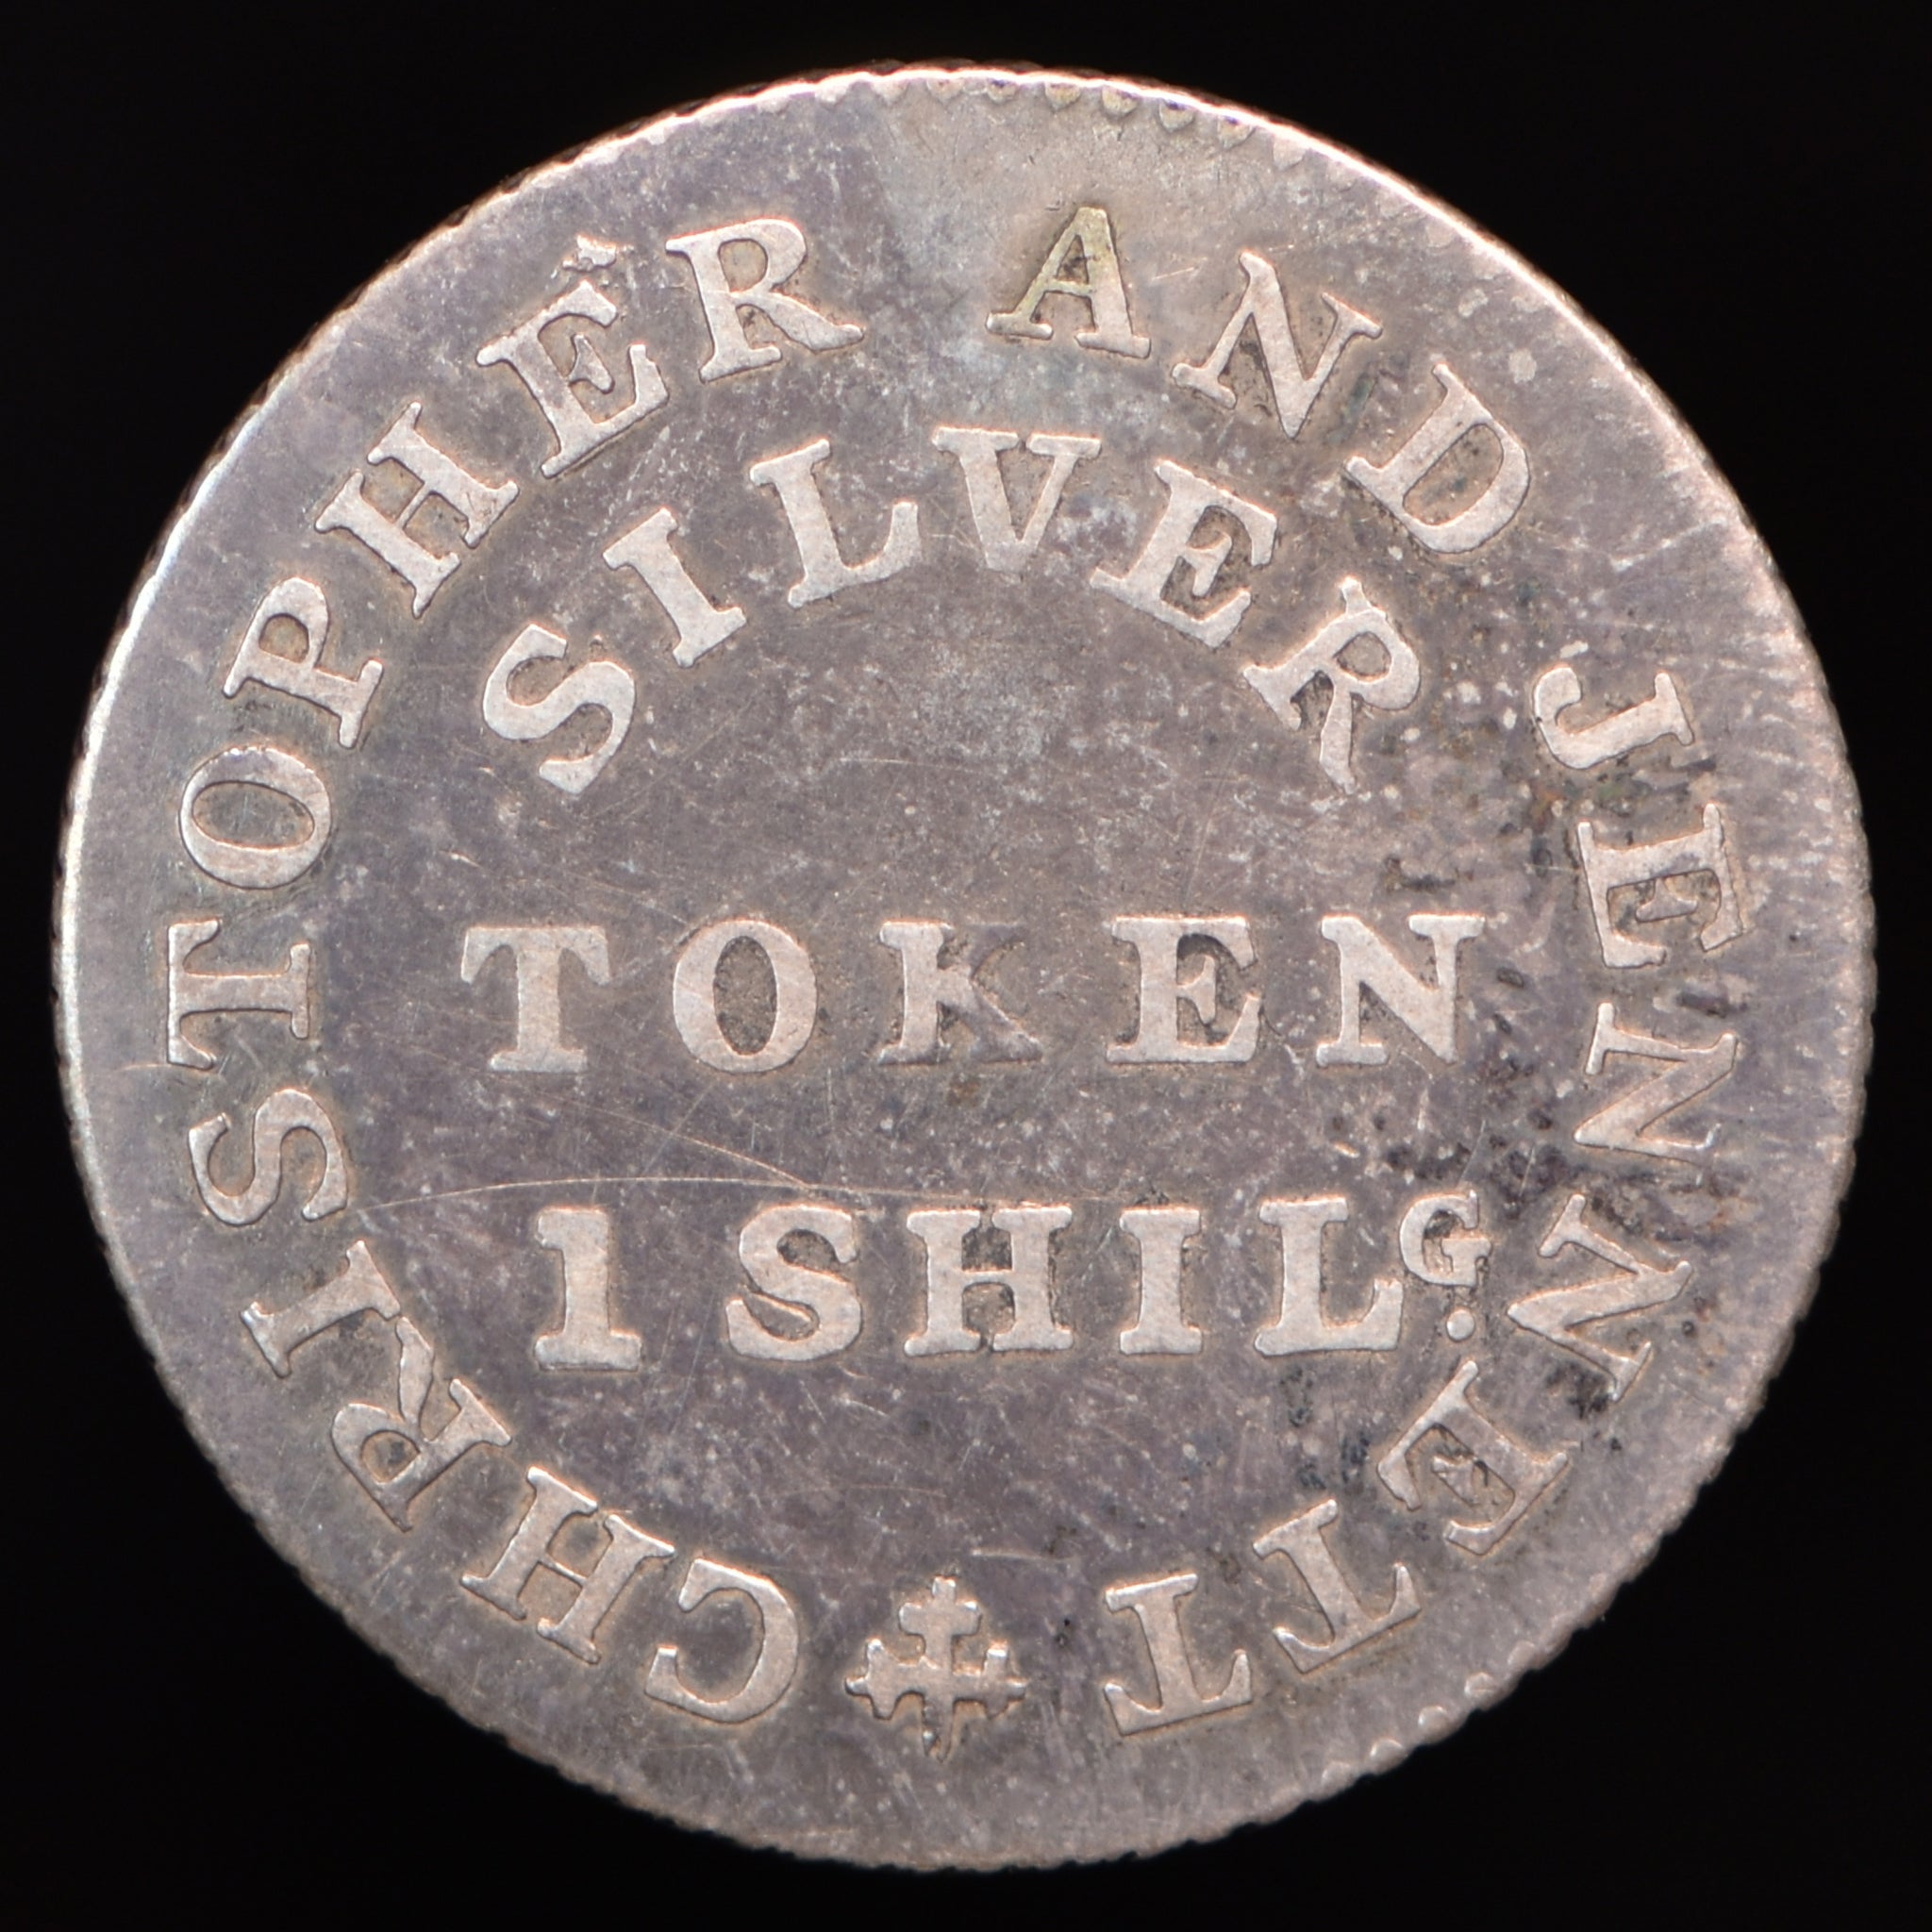 CHRISTOPHER AND JENNETT
SILVER
TOKEN
1 SHILG.